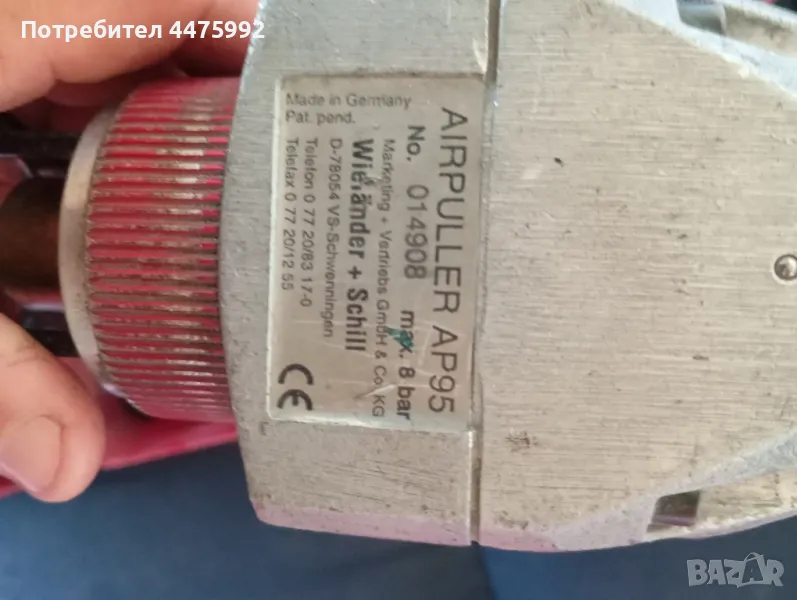 Потребител 4475992
AIRPULLER AP95
No. 014908 max. 8 bar
Marketing + Vertriebs GmbH & Co. KG
Wieländer + Schill
D-78054 VS-Schwenningen
Telefon 0 77 20/83 17-0
Telefax 0 77 20/12 55
Made in Germany
Pat. pend.
CE
BAZAR